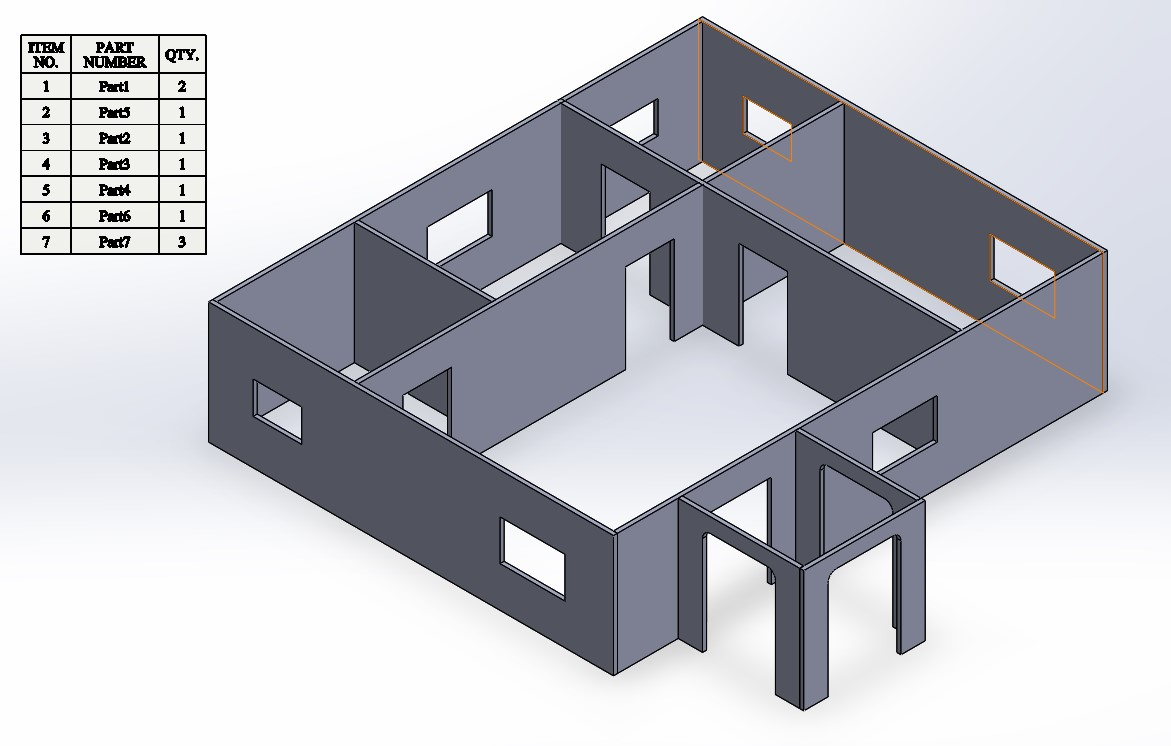 ITEM NO. PART NUMBER QTY.
1 Part1 2
2 Part5 1
3 Part2 1
4 Part3 1
5 Part4 1
6 Part6 1
7 Part7 3